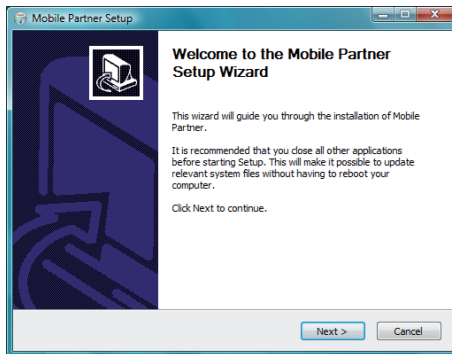 Mobile Partner Setup
Welcome to the Mobile Partner
Setup Wizard
This wizard will guide you through the installation of Mobile
Partner.
It is recommended that you close all other applications
before starting Setup. This will make it possible to update
relevant system files without having to reboot your
computer.
Click Next to continue.
Next >
Cancel